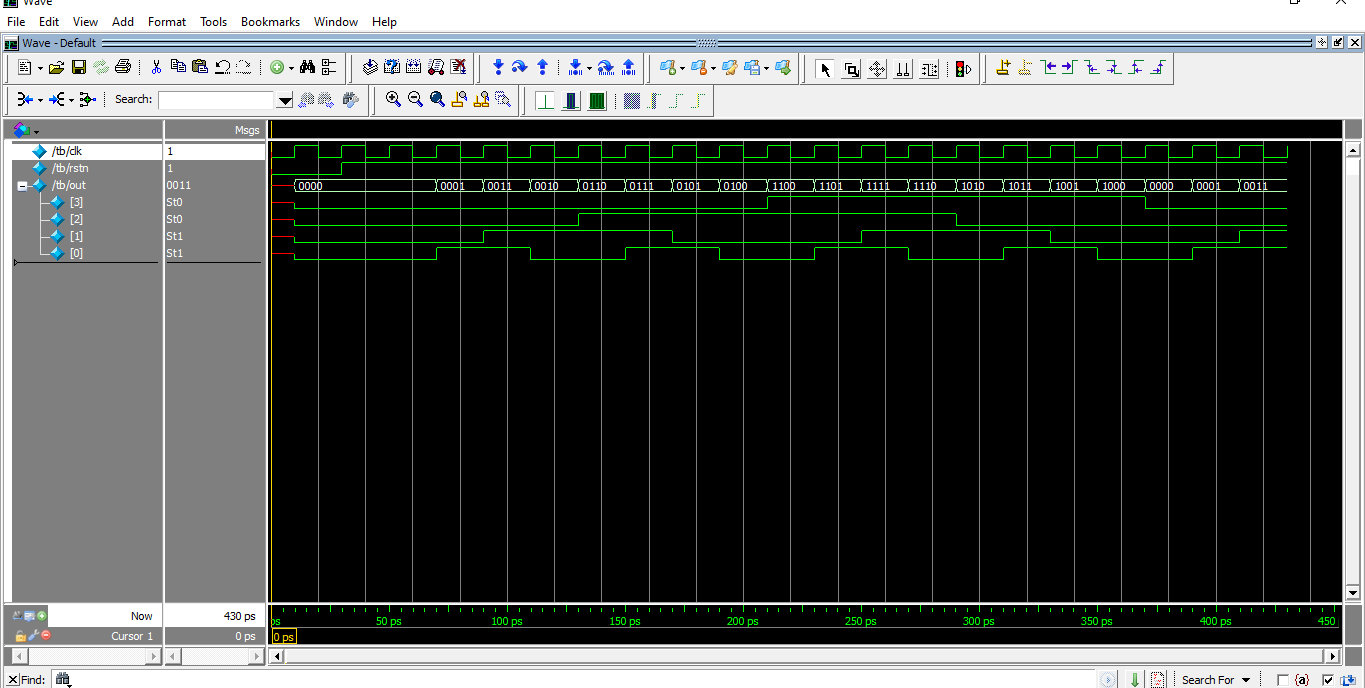 Wave
File Edit View Add Format Tools Bookmarks Window Help
Wave - Default
Search:
Msgs
/tb/clk 1
/tb/rstn 1
/tb/out 0011 0000 0001 0011 0010 0110 0111 0101 0100 1100 1101 1111 1110 1010 1011 1001 1000 0000 0001 0011
[3] St0
[2] St0
[1] St1
[0] St1
Now 430 ps
ps 50 ps 100 ps 150 ps 200 ps 250 ps 300 ps 350 ps 400 ps 450
Cursor 1 0 ps 0 ps
Find: Search For {a}